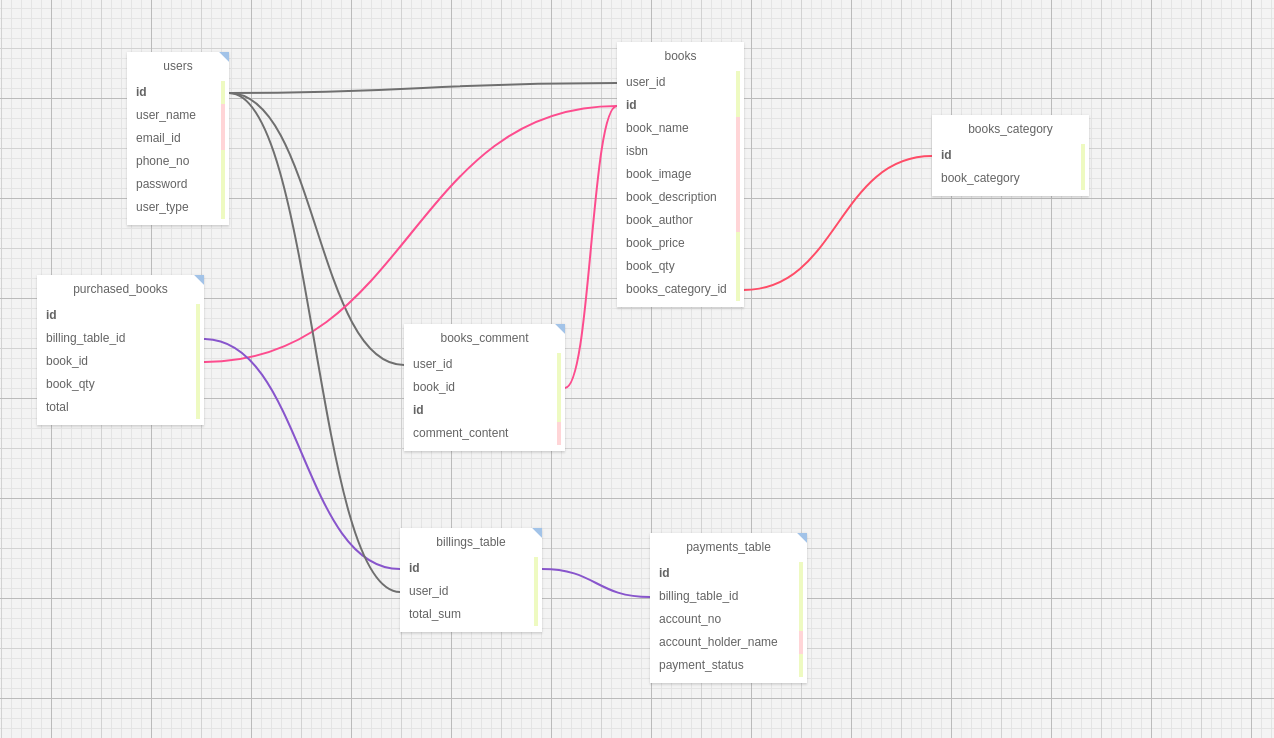 users
id
user_name
email_id
phone_no
password
user_type
books
user_id
id
book_name
isbn
book_image
book_description
book_author
book_price
book_qty
books_category_id
books_category
id
book_category
purchased_books
id
billing_table_id
book_id
book_qty
total
books_comment
user_id
book_id
id
comment_content
billings_table
id
user_id
total_sum
payments_table
id
billing_table_id
account_no
account_holder_name
payment_status